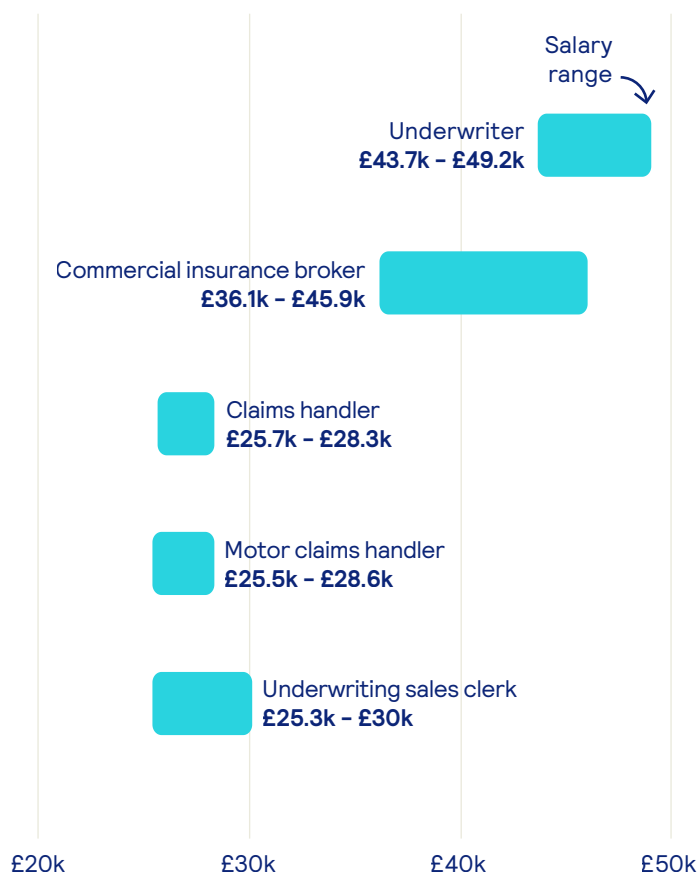 Salary
range
Underwriter
£43.7k – £49.2k
Commercial insurance broker
£36.1k – £45.9k
Claims handler
£25.7k – £28.3k
Motor claims handler
£25.5k – £28.6k
Underwriting sales clerk
£25.3k – £30k
£20k £30k £40k £50k